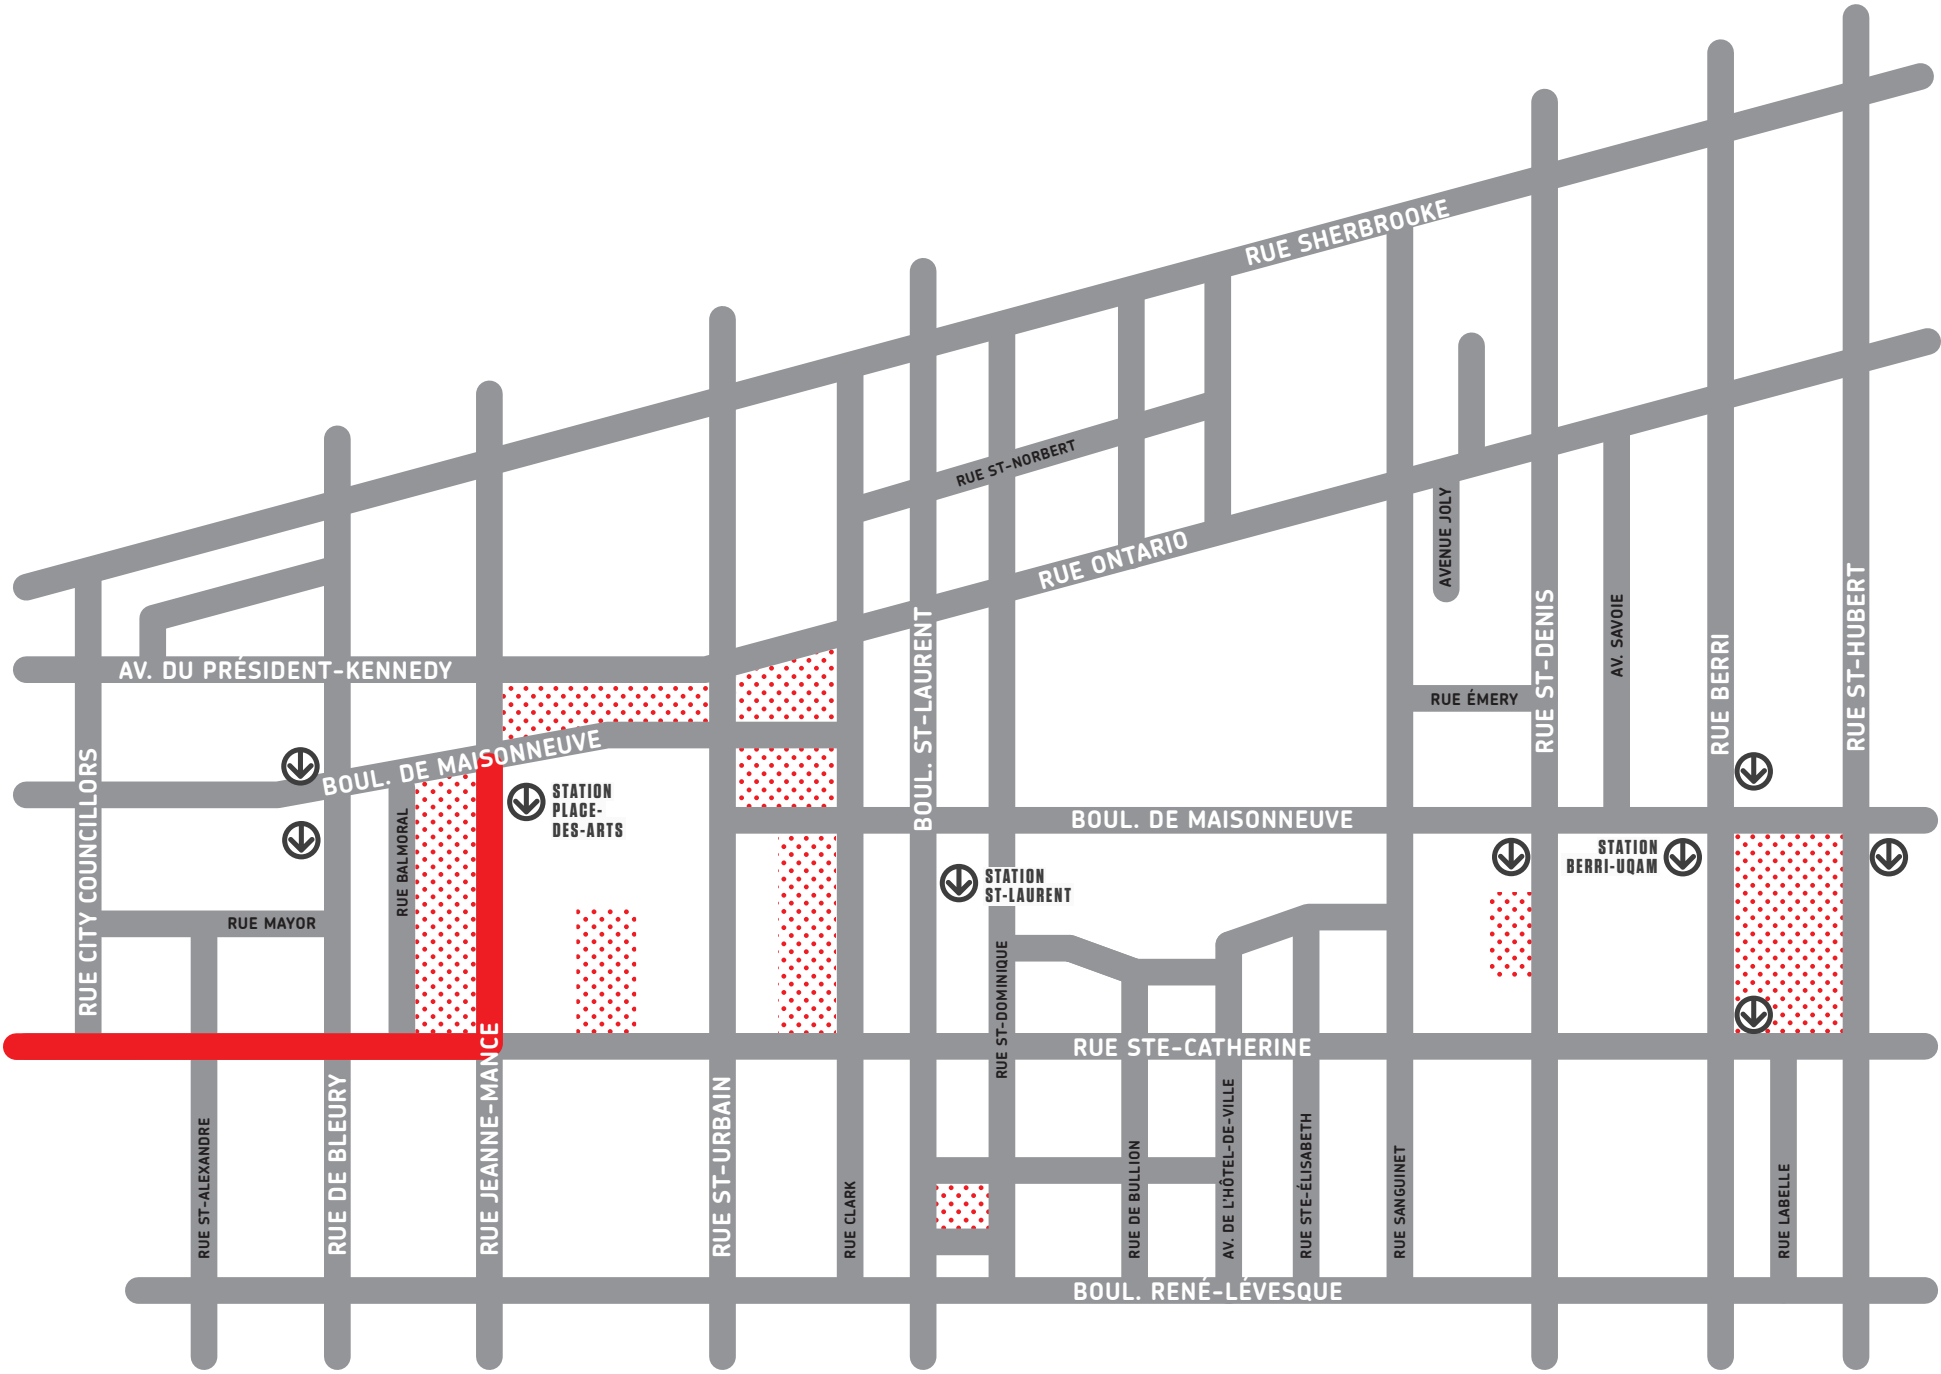 RUE SHERBROOKE
RUE ST-NORBERT
RUE ONTARIO
AVENUE JOLY
RUE ST-DENIS
AV. SAVOIE
RUE BERRI
RUE ST-HUBERT
AV. DU PRÉSIDENT-KENNEDY
RUE ÉMERY
BOUL. ST-LAURENT
BOUL. DE MAISONNEUVE
RUE CITY COUNCILLORS
STATION
PLACE-
DES-ARTS
RUE BALMORAL
BOUL. DE MAISONNEUVE
STATION
BERRI-UQAM
STATION
ST-LAURENT
RUE MAYOR
RUE ST-DOMINIQUE
RUE STE-CATHERINE
RUE ST-ALEXANDRE
RUE DE BLEURY
RUE JEANNE-MANCE
RUE ST-URBAIN
RUE CLARK
RUE DE BULLION
AV. DE L'HÔTEL-DE-VILLE
RUE STE-ÉLISABETH
RUE SANGUINET
RUE LABELLE
BOUL. RENÉ-LÉVESQUE